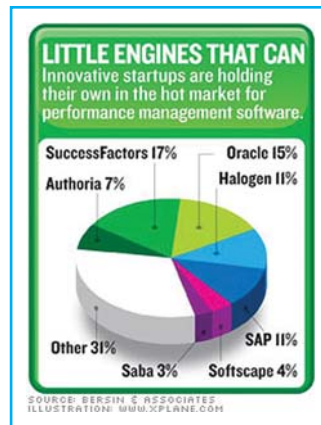 LITTLE ENGINES THAT CAN
Innovative startups are holding
their own in the hot market for
performance management software.
SuccessFactors 17%
Oracle 15%
Authoria 7%
Halogen 11%
Other 31%
SAP 11%
Saba 3%
Softscape 4%
SOURCE: BERSIN & ASSOCIATES
ILLUSTRATION: WWW.XPLANE.COM